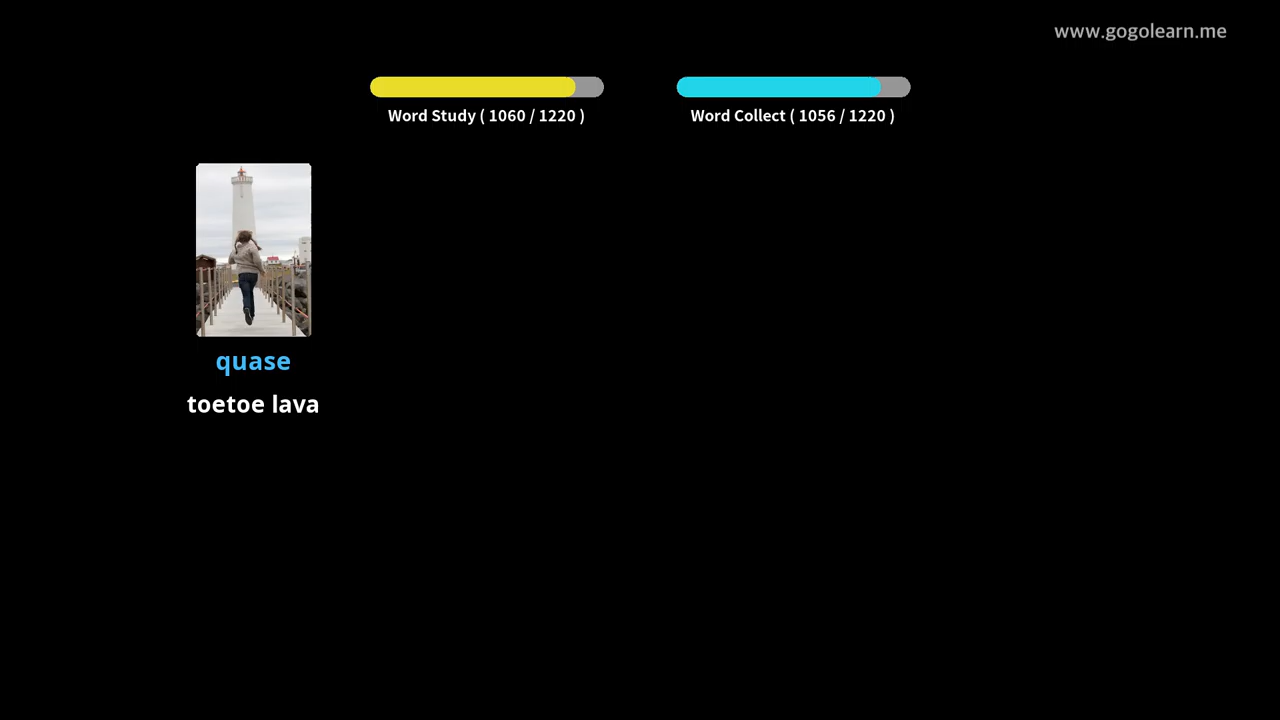 www.gogolearn.me
Word Study ( 1060 / 1220 )
Word Collect ( 1056 / 1220 )
quase
toetoe lava